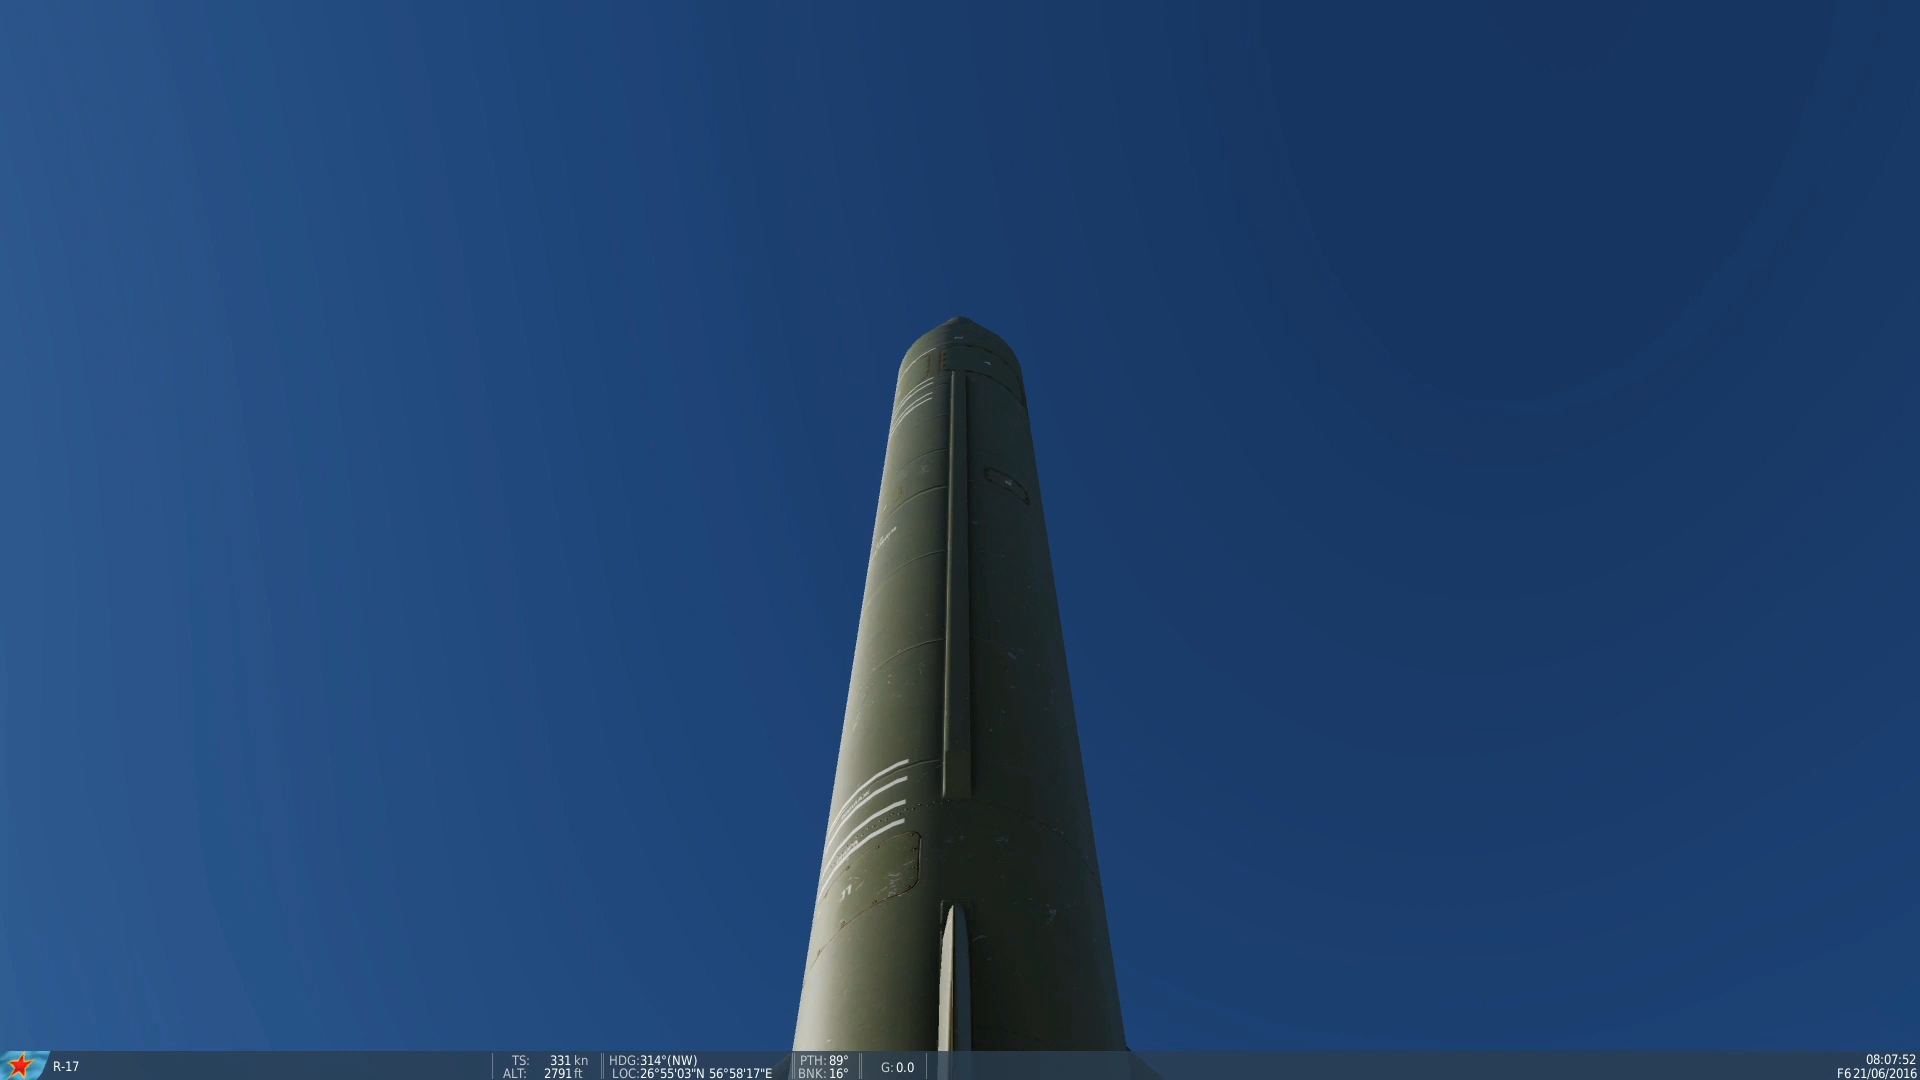 R-17
TS: 331 kn
ALT: 2791 ft
HDG:314°(NW)
LOC:26°55'03"N 56°58'17"E
PTH: 89°
BNK: 16°
G: 0.0
08:07:52
F6 21/06/2016